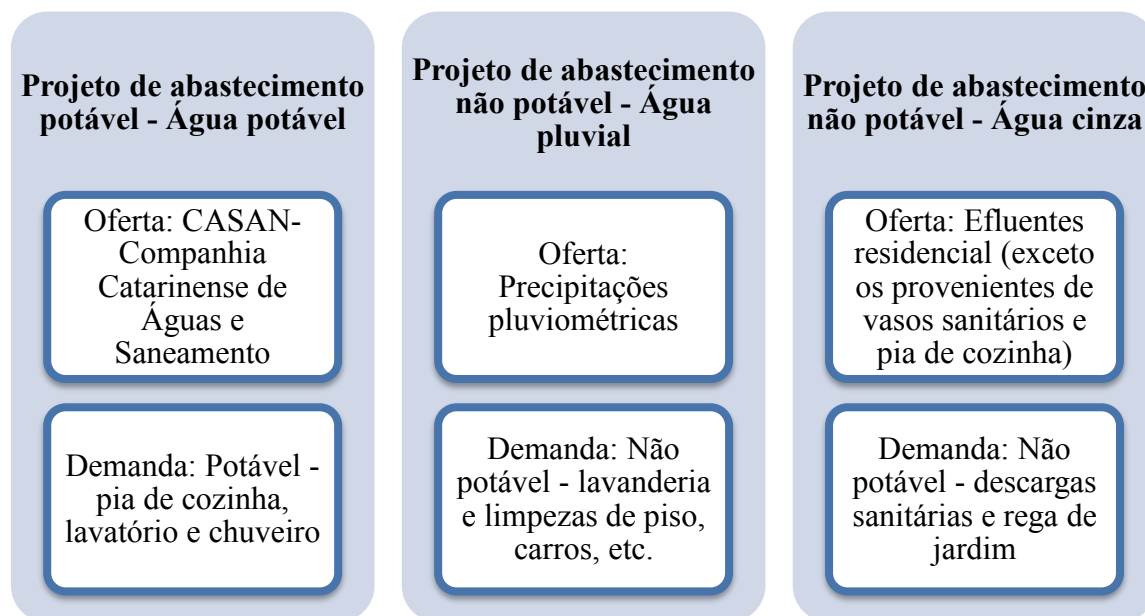 Projeto de abastecimento
potável - Água potável
Oferta: CASAN-
Companhia
Catarinense de
Águas e
Saneamento
Demanda: Potável -
pia de cozinha,
lavatório e chuveiro
Projeto de abastecimento
não potável - Água
pluvial
Oferta:
Precipitações
pluviométricas
Demanda: Não
potável - lavanderia
e limpezas de piso,
carros, etc.
Projeto de abastecimento
não potável - Água cinza
Oferta: Efluentes
residencial (exceto
os provenientes de
vasos sanitários e
pia de cozinha)
Demanda: Não
potável - descargas
sanitárias e rega de
jardim